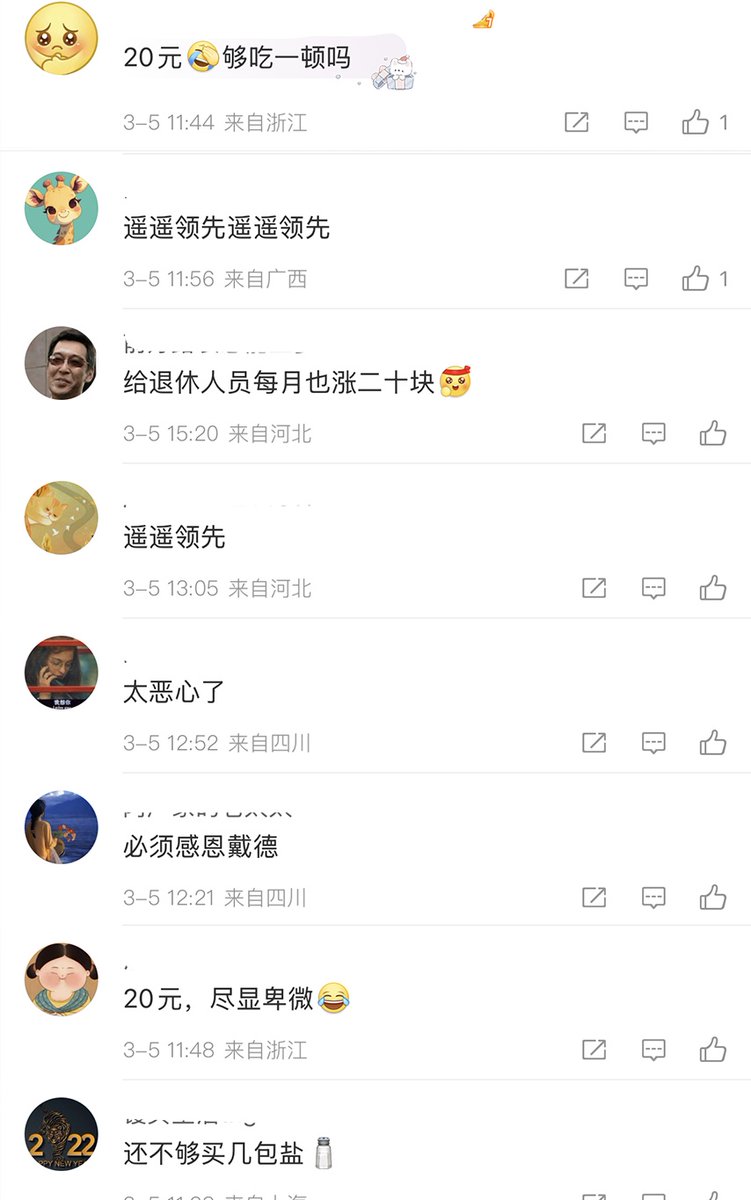 20元🤣够吃一顿吗
3-5 11:44 来自浙江
1
遥遥领先遥遥领先
3-5 11:56 来自广西
1
给退休人员每月也涨二十块
3-5 15:20 来自河北
遥遥领先
3-5 13:05 来自河北
太恶心了
3-5 12:52 来自四川
必须感恩戴德
3-5 12:21 来自四川
20元，尽显卑微😂
3-5 11:48 来自浙江
2022
还不够买几包盐🧂